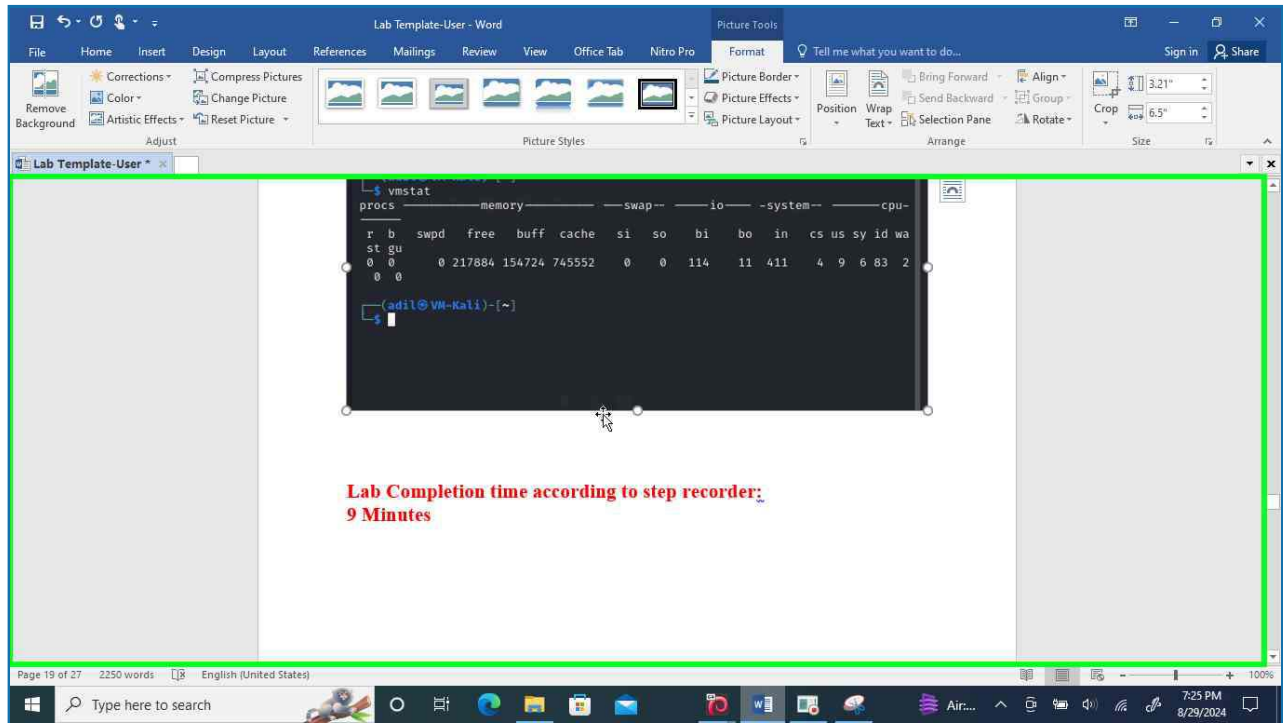 Lab Template-User - Word
Picture Tools
File Home Insert Design Layout References Mailings Review View Office Tab Nitro Pro Format Tell me what you want to do... Sign in Share
Remove Background
Corrections
Color
Artistic Effects
Compress Pictures
Change Picture
Reset Picture
Adjust
Picture Styles
Picture Border
Picture Effects
Picture Layout
Position
Wrap Text
Bring Forward
Send Backward
Selection Pane
Align
Group
Rotate
Arrange
Crop
3.21"
6.5"
Size
Lab Template-User *
$ vmstat
procs memory swap-- io -system-- cpu-
r b swpd free buff cache si so bi bo in cs us sy id wa
st gu
0 0 0 217884 154724 745552 0 0 114 11 411 4 9 6 83 2
0 0
(adil㉿VM-Kali)-[~]
$
Lab Completion time according to step recorder:
9 Minutes
Page 19 of 27 2250 words English (United States) 100%
Type here to search
Air:...
7:25 PM
8/29/2024